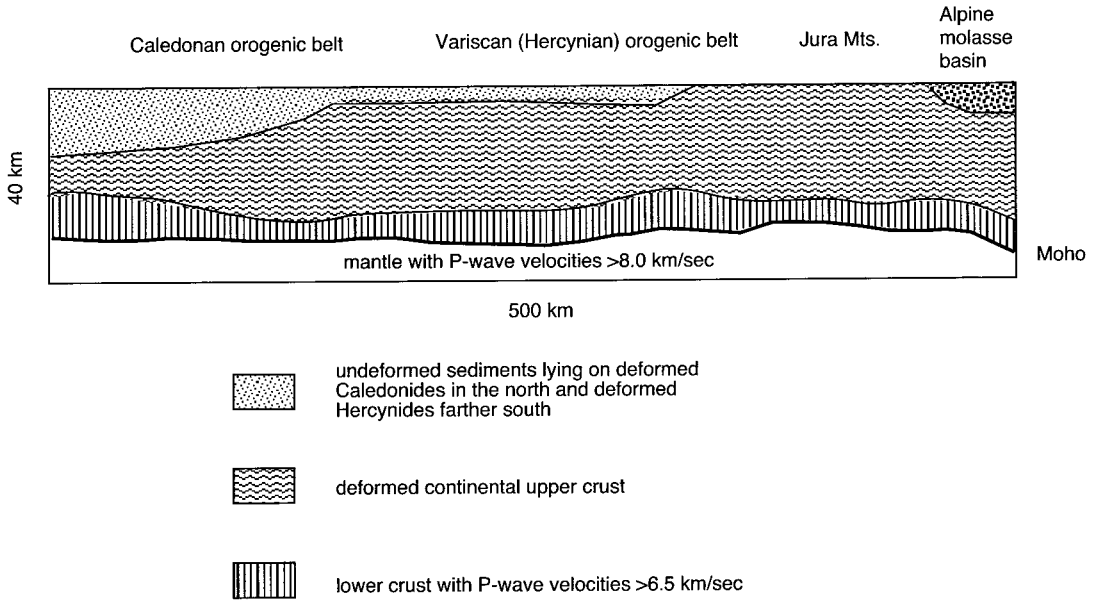 Caledonan orogenic belt
Variscan (Hercynian) orogenic belt
Jura Mts.
Alpine
molasse
basin
40 km
mantle with P-wave velocities >8.0 km/sec
Moho
500 km
undeformed sediments lying on deformed
Caledonides in the north and deformed
Hercynides farther south
deformed continental upper crust
lower crust with P-wave velocities >6.5 km/sec